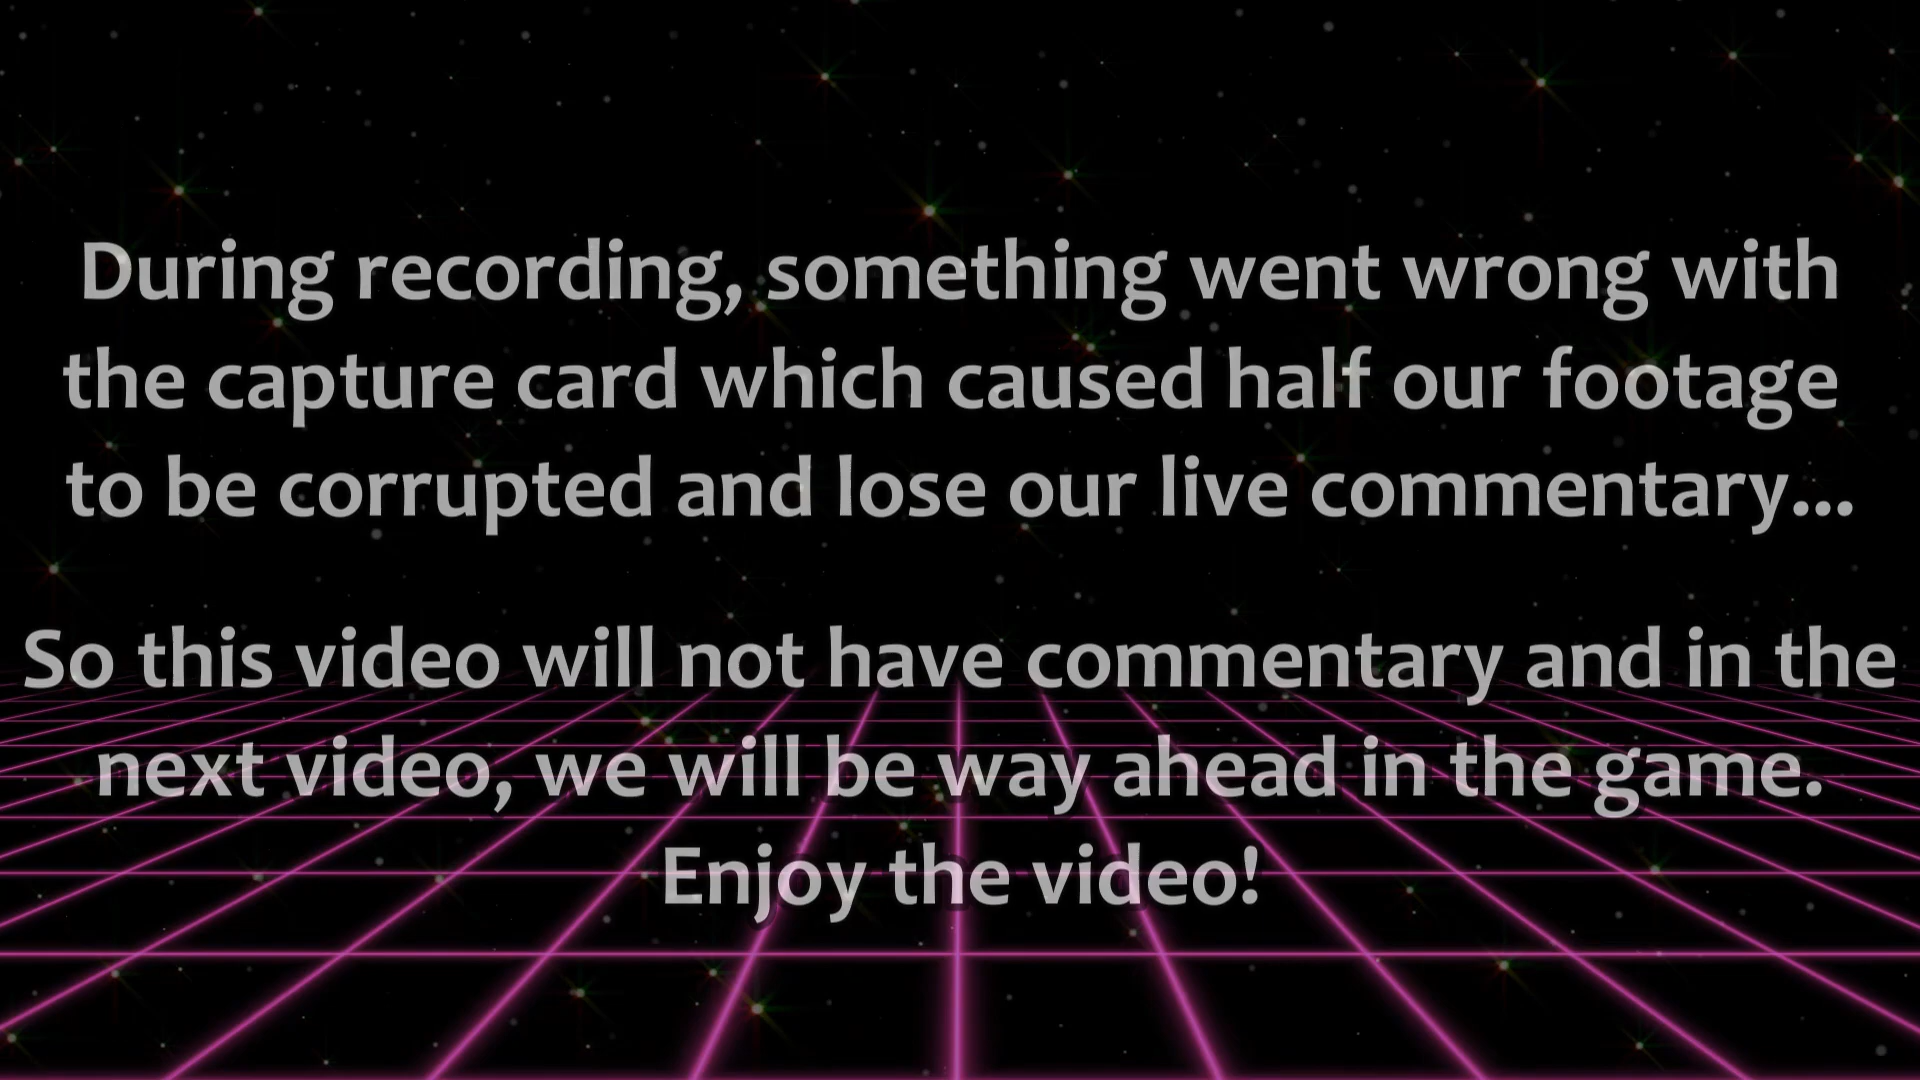 During recording, something went wrong with
the capture card which caused half our footage
to be corrupted and lose our live commentary...
So this video will not have commentary and in the
next video, we will be way ahead in the game.
Enjoy the video!